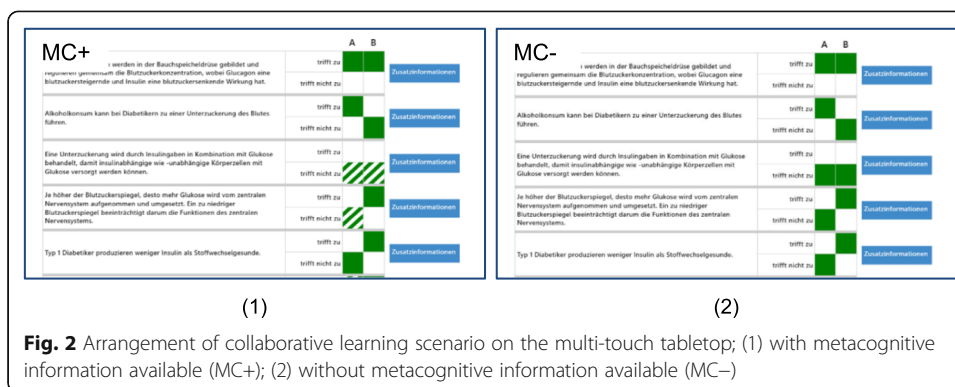 MC+
A B
werden in der Bauchspeicheldrüse gebildet und
regulieren gemeinsam die Blutzuckerkonzentration, wobei Glucagon eine
blutzuckersteigernde und Insulin eine blutzuckersenkende Wirkung hat.
trifft zu
trifft nicht zu
Zusatzinformationen
Alkoholkonsum kann bei Diabetikern zu einer Unterzuckerung des Blutes
führen.
trifft zu
trifft nicht zu
Zusatzinformationen
Eine Unterzuckerung wird durch Insulingaben in Kombination mit Glukose
behandelt, damit insulinabhängige wie -unabhängige Körperzellen mit
Glukose versorgt werden können.
trifft zu
trifft nicht zu
Zusatzinformationen
Je höher der Blutzuckerspiegel, desto mehr Glukose wird vom zentralen
Nervensystem aufgenommen und umgesetzt. Ein zu niedriger
Blutzuckerspiegel beeinträchtigt darum die Funktionen des zentralen
Nervensystems.
trifft zu
trifft nicht zu
Zusatzinformationen
Typ 1 Diabetiker produzieren weniger Insulin als Stoffwechselgesunde.
trifft zu
trifft nicht zu
Zusatzinformationen
(1)
MC-
A B
werden in der Bauchspeicheldrüse gebildet und
regulieren gemeinsam die Blutzuckerkonzentration, wobei Glucagon eine
blutzuckersteigernde und Insulin eine blutzuckersenkende Wirkung hat.
trifft zu
trifft nicht zu
Zusatzinformationen
Alkoholkonsum kann bei Diabetikern zu einer Unterzuckerung des Blutes
führen.
trifft zu
trifft nicht zu
Zusatzinformationen
Eine Unterzuckerung wird durch Insulingaben in Kombination mit Glukose
behandelt, damit insulinabhängige wie -unabhängige Körperzellen mit
Glukose versorgt werden können.
trifft zu
trifft nicht zu
Zusatzinformationen
Je höher der Blutzuckerspiegel, desto mehr Glukose wird vom zentralen
Nervensystem aufgenommen und umgesetzt. Ein zu niedriger
Blutzuckerspiegel beeinträchtigt darum die Funktionen des zentralen
Nervensystems.
trifft zu
trifft nicht zu
Zusatzinformationen
Typ 1 Diabetiker produzieren weniger Insulin als Stoffwechselgesunde.
trifft zu
trifft nicht zu
Zusatzinformationen
(2)
Fig. 2 Arrangement of collaborative learning scenario on the multi-touch tabletop; (1) with metacognitive
information available (MC+); (2) without metacognitive information available (MC−)